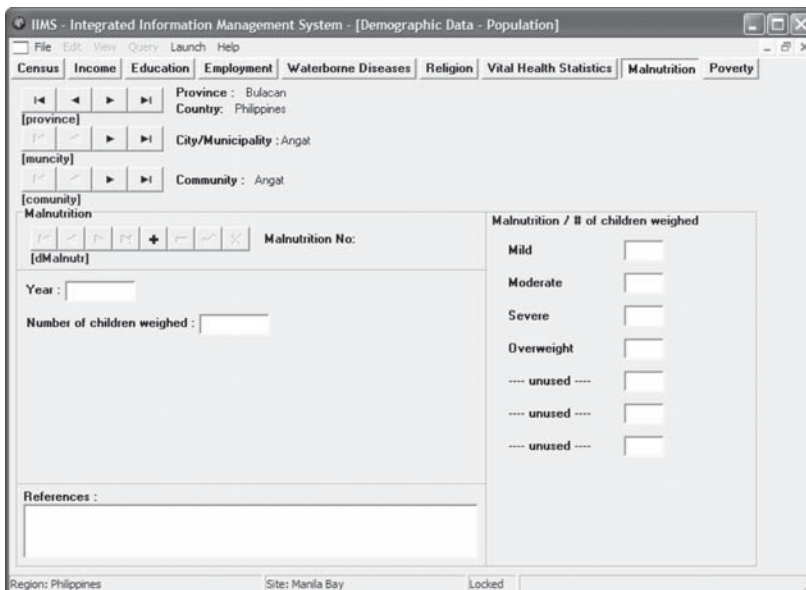 IIMS - Integrated Information Management System - [Demographic Data - Population]
File Edit View Query Launch Help
Census Income Education Employment Waterborne Diseases Religion Vital Health Statistics Malnutrition Poverty
Province : Bulacan
Country: Philippines
[province]
City/Municipality : Angat
[muncity]
Community : Angat
[comunity]
Malnutrition
Malnutrition No:
[dMalnutr]
Year :
Number of children weighed :
Malnutrition / # of children weighed
Mild
Moderate
Severe
Overweight
---- unused ----
---- unused ----
---- unused ----
References :
Region: Philippines Site: Manila Bay Locked